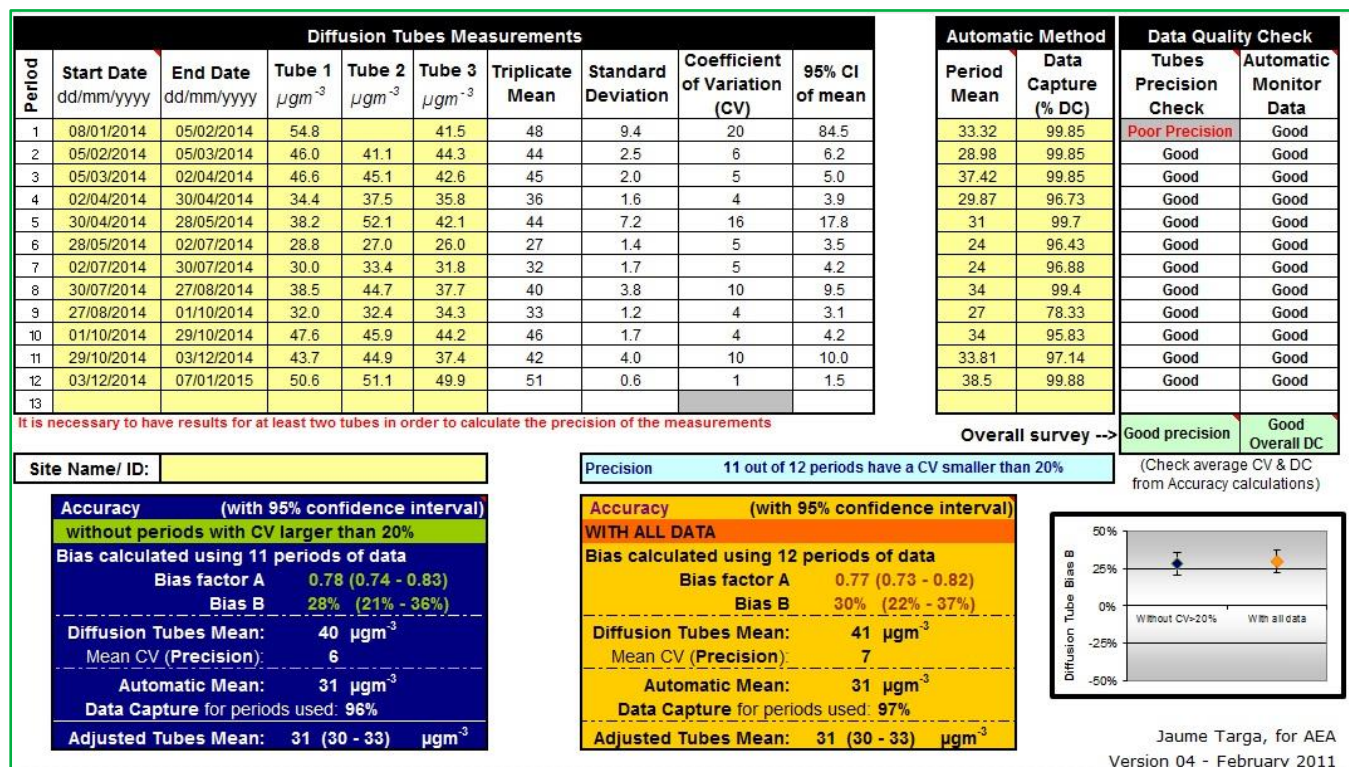 Diffusion Tubes Measurements Automatic Method Data Quality Check
Period Start Date dd/mm/yyyy End Date dd/mm/yyyy Tube 1 µgm-3 Tube 2 µgm-3 Tube 3 µgm-3 Triplicate Mean Standard Deviation Coefficient of Variation (CV) 95% CI of mean Period Mean Data Capture (% DC) Tubes Precision Check Automatic Monitor Data
1 08/01/2014 05/02/2014 54.8 41.5 48 9.4 20 84.5 33.32 99.85 Poor Precision Good
2 05/02/2014 05/03/2014 46.0 41.1 44.3 44 2.5 6 6.2 28.98 99.85 Good Good
3 05/03/2014 02/04/2014 46.6 45.1 42.6 45 2.0 5 5.0 37.42 99.85 Good Good
4 02/04/2014 30/04/2014 34.4 37.5 35.8 36 1.6 4 3.9 29.87 96.73 Good Good
5 30/04/2014 28/05/2014 38.2 52.1 42.1 44 7.2 16 17.8 31 99.7 Good Good
6 28/05/2014 02/07/2014 28.8 27.0 26.0 27 1.4 5 3.5 24 96.43 Good Good
7 02/07/2014 30/07/2014 30.0 33.4 31.8 32 1.7 5 4.2 24 96.88 Good Good
8 30/07/2014 27/08/2014 38.5 44.7 37.7 40 3.8 10 9.5 34 99.4 Good Good
9 27/08/2014 01/10/2014 32.0 32.4 34.3 33 1.2 4 3.1 27 78.33 Good Good
10 01/10/2014 29/10/2014 47.6 45.9 44.2 46 1.7 4 4.2 34 95.83 Good Good
11 29/10/2014 03/12/2014 43.7 44.9 37.4 42 4.0 10 10.0 33.81 97.14 Good Good
12 03/12/2014 07/01/2015 50.6 51.1 49.9 51 0.6 1 1.5 38.5 99.88 Good Good
13
It is necessary to have results for at least two tubes in order to calculate the precision of the measurements
Overall survey --> Good precision Good Overall DC
Site Name/ ID:
Precision 11 out of 12 periods have a CV smaller than 20%
(Check average CV & DC
from Accuracy calculations)
Accuracy (with 95% confidence interval)
without periods with CV larger than 20%
Bias calculated using 11 periods of data
Bias factor A 0.78 (0.74 - 0.83)
Bias B 28% (21% - 36%)
Diffusion Tubes Mean: 40 µgm-3
Mean CV (Precision): 6
Automatic Mean: 31 µgm-3
Data Capture for periods used: 96%
Adjusted Tubes Mean: 31 (30 - 33) µgm-3
Accuracy (with 95% confidence interval)
WITH ALL DATA
Bias calculated using 12 periods of data
Bias factor A 0.77 (0.73 - 0.82)
Bias B 30% (22% - 37%)
Diffusion Tubes Mean: 41 µgm-3
Mean CV (Precision): 7
Automatic Mean: 31 µgm-3
Data Capture for periods used: 97%
Adjusted Tubes Mean: 31 (30 - 33) µgm-3
Diffusion Tube Bias B
50%
25%
0%
-25%
-50%
Without CV>20% With all data
Jaume Targa, for AEA
Version 04 - February 2011